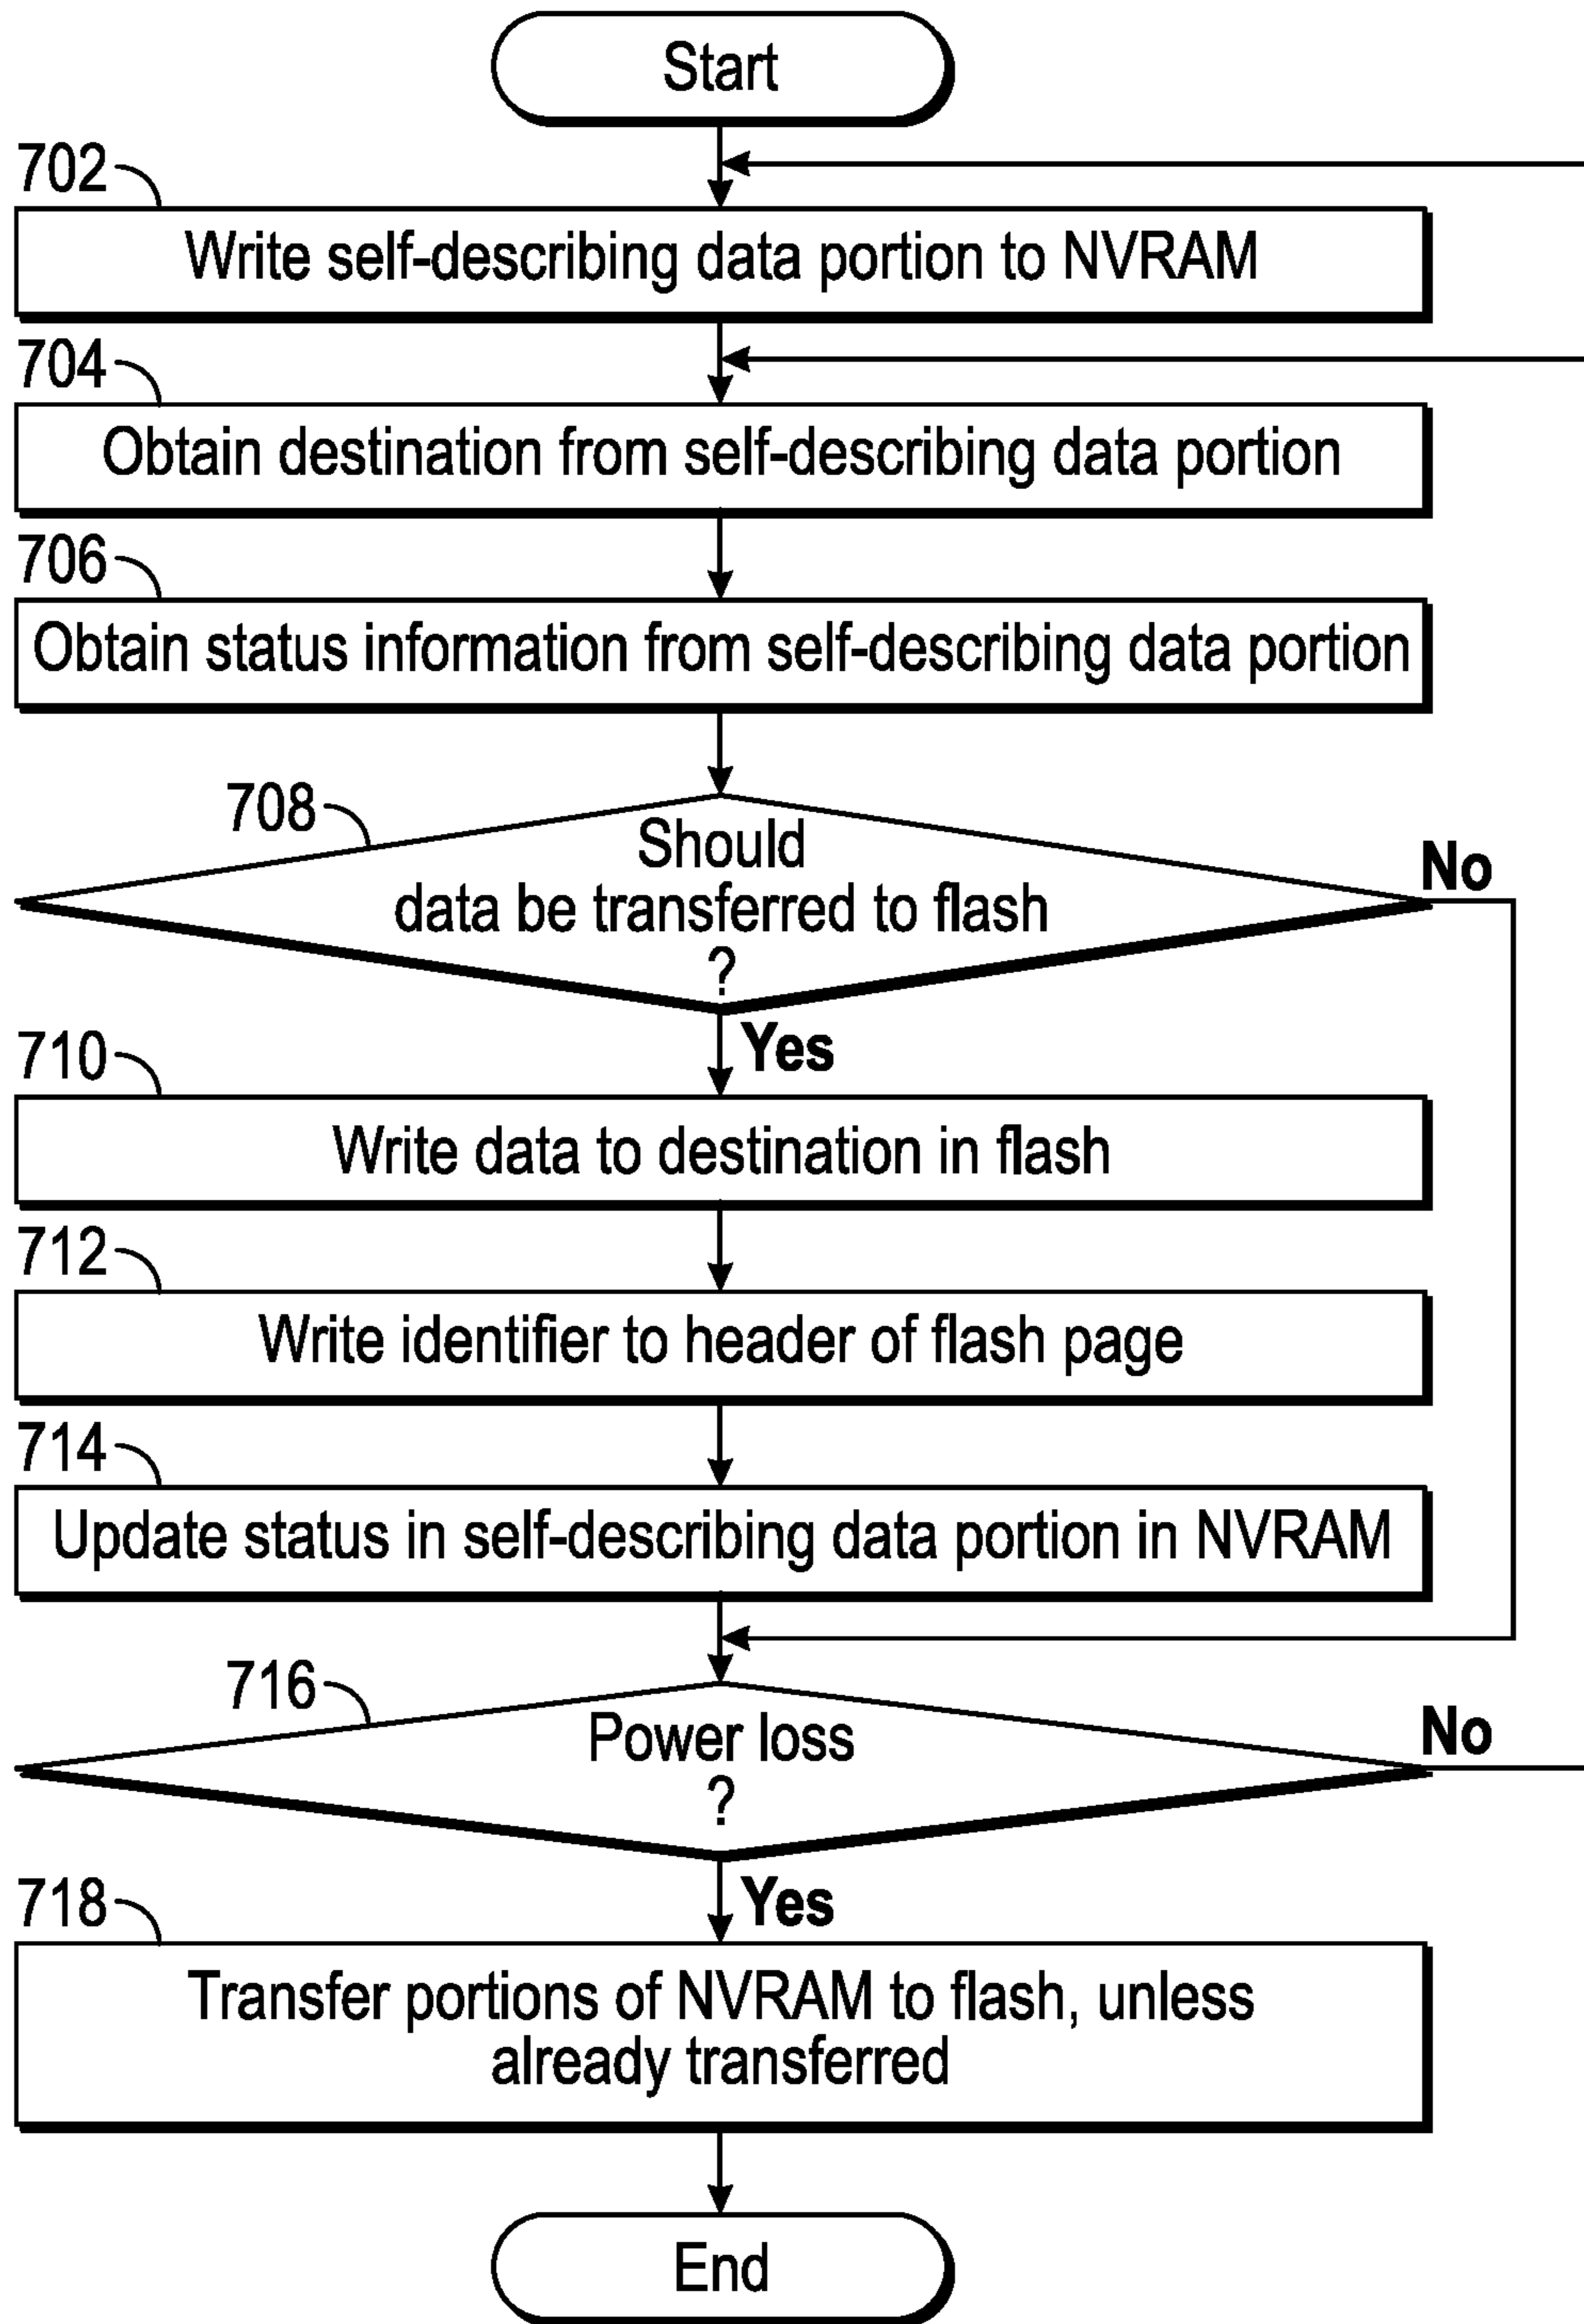 Start
702
Write self-describing data portion to NVRAM
704
Obtain destination from self-describing data portion
706
Obtain status information from self-describing data portion
708
Should
data be transferred to flash
?
No
Yes
710
Write data to destination in flash
712
Write identifier to header of flash page
714
Update status in self-describing data portion in NVRAM
716
Power loss
?
No
Yes
718
Transfer portions of NVRAM to flash, unless
already transferred
End